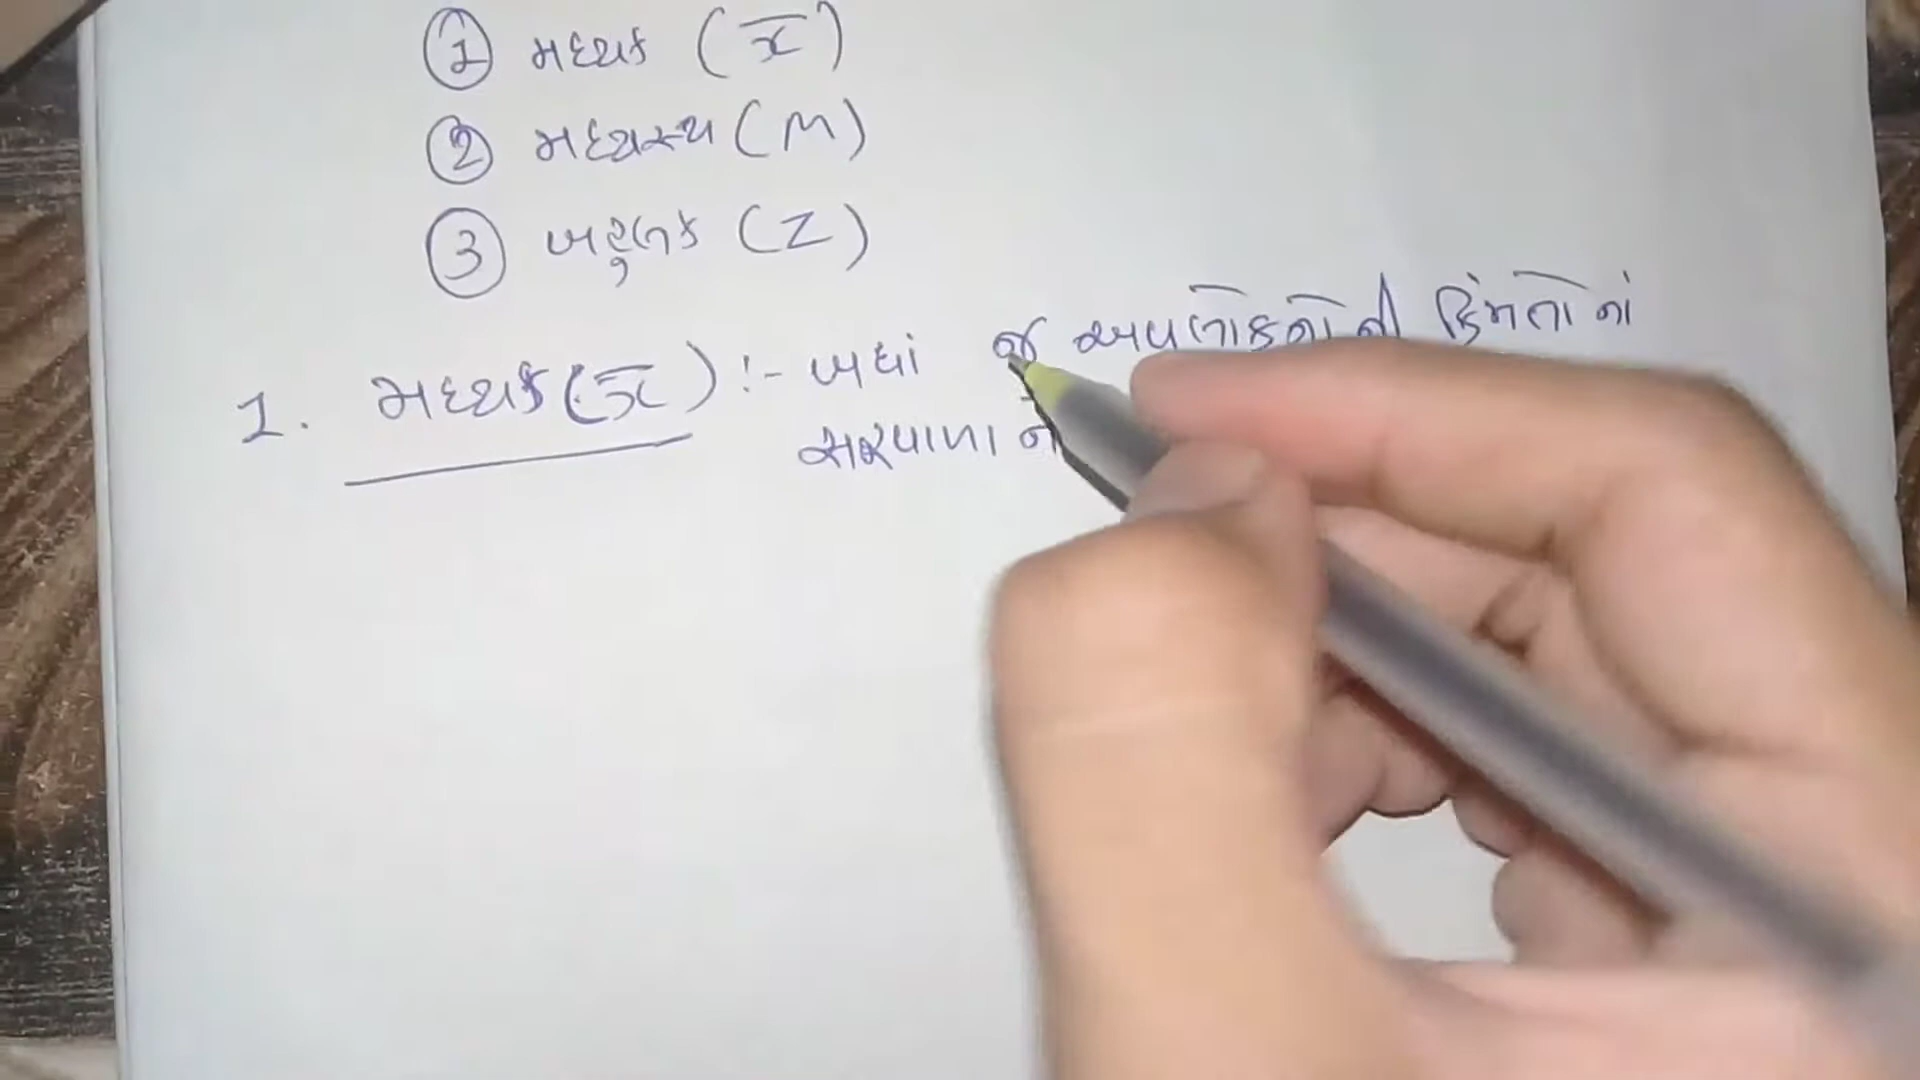 ① મધ્યક (x̅)
② મધ્યસ્થ (M)
③ બહુલક (Z)
1. મધ્યક (x̅) :- બધાં જ અવલોકનોની કિંમતોનાં
સરવાળાને